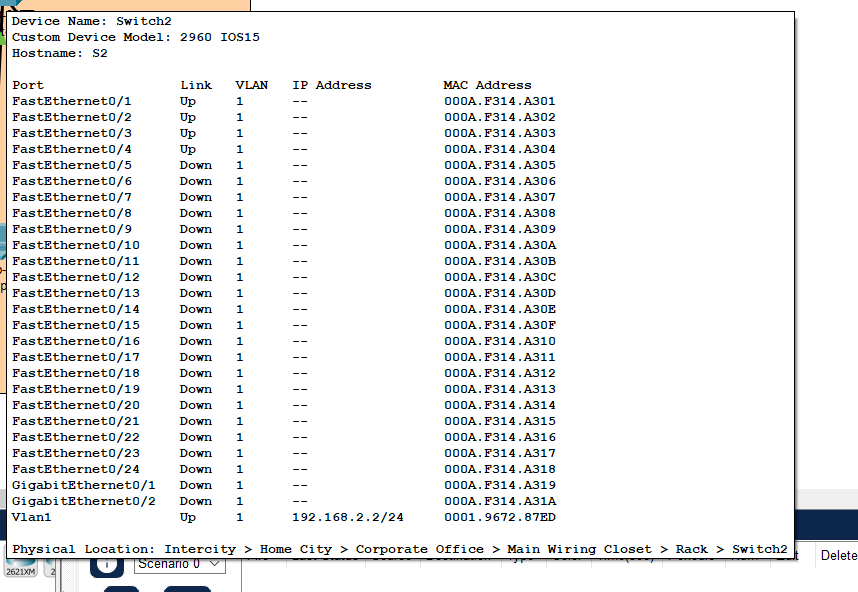 Device Name: Switch2
Custom Device Model: 2960 IOS15
Hostname: S2
Port Link VLAN IP Address MAC Address
FastEthernet0/1 Up 1 -- 000A.F314.A301
FastEthernet0/2 Up 1 -- 000A.F314.A302
FastEthernet0/3 Up 1 -- 000A.F314.A303
FastEthernet0/4 Up 1 -- 000A.F314.A304
FastEthernet0/5 Down 1 -- 000A.F314.A305
FastEthernet0/6 Down 1 -- 000A.F314.A306
FastEthernet0/7 Down 1 -- 000A.F314.A307
FastEthernet0/8 Down 1 -- 000A.F314.A308
FastEthernet0/9 Down 1 -- 000A.F314.A309
FastEthernet0/10 Down 1 -- 000A.F314.A30A
FastEthernet0/11 Down 1 -- 000A.F314.A30B
FastEthernet0/12 Down 1 -- 000A.F314.A30C
FastEthernet0/13 Down 1 -- 000A.F314.A30D
FastEthernet0/14 Down 1 -- 000A.F314.A30E
FastEthernet0/15 Down 1 -- 000A.F314.A30F
FastEthernet0/16 Down 1 -- 000A.F314.A310
FastEthernet0/17 Down 1 -- 000A.F314.A311
FastEthernet0/18 Down 1 -- 000A.F314.A312
FastEthernet0/19 Down 1 -- 000A.F314.A313
FastEthernet0/20 Down 1 -- 000A.F314.A314
FastEthernet0/21 Down 1 -- 000A.F314.A315
FastEthernet0/22 Down 1 -- 000A.F314.A316
FastEthernet0/23 Down 1 -- 000A.F314.A317
FastEthernet0/24 Down 1 -- 000A.F314.A318
GigabitEthernet0/1 Down 1 -- 000A.F314.A319
GigabitEthernet0/2 Down 1 -- 000A.F314.A31A
Vlan1 Up 1 192.168.2.2/24 0001.9672.87ED
Physical Location: Intercity > Home City > Corporate Office > Main Wiring Closet > Rack > Switch2
Delete
Scenario 0
2621XM